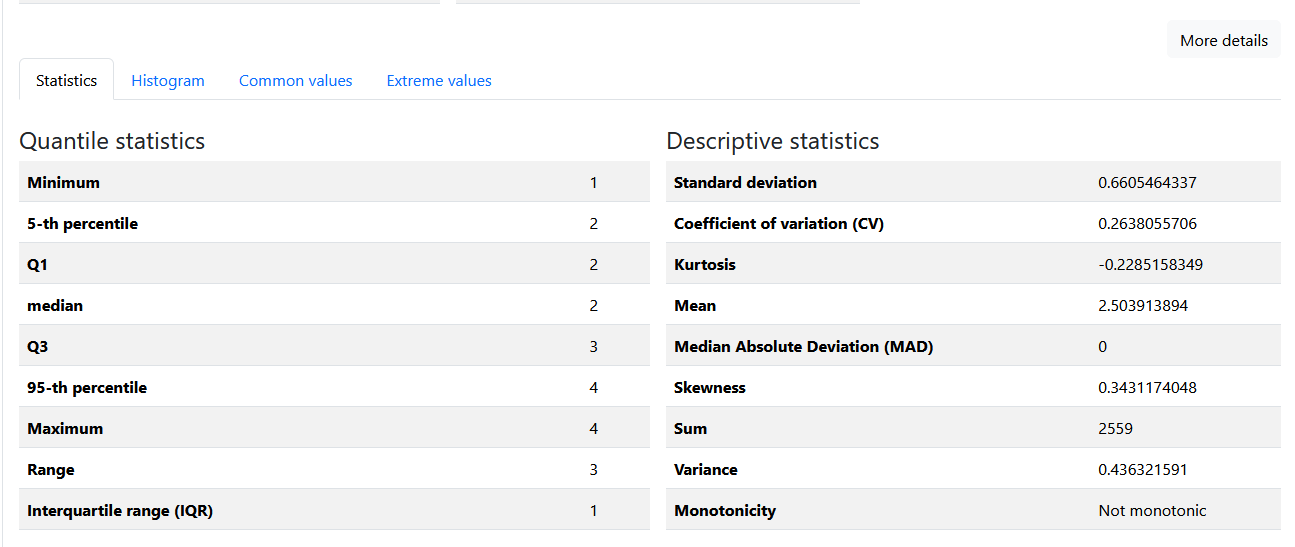 More details
Statistics Histogram Common values Extreme values
Quantile statistics
Minimum 1
5-th percentile 2
Q1 2
median 2
Q3 3
95-th percentile 4
Maximum 4
Range 3
Interquartile range (IQR) 1
Descriptive statistics
Standard deviation 0.6605464337
Coefficient of variation (CV) 0.2638055706
Kurtosis -0.2285158349
Mean 2.503913894
Median Absolute Deviation (MAD) 0
Skewness 0.3431174048
Sum 2559
Variance 0.436321591
Monotonicity Not monotonic